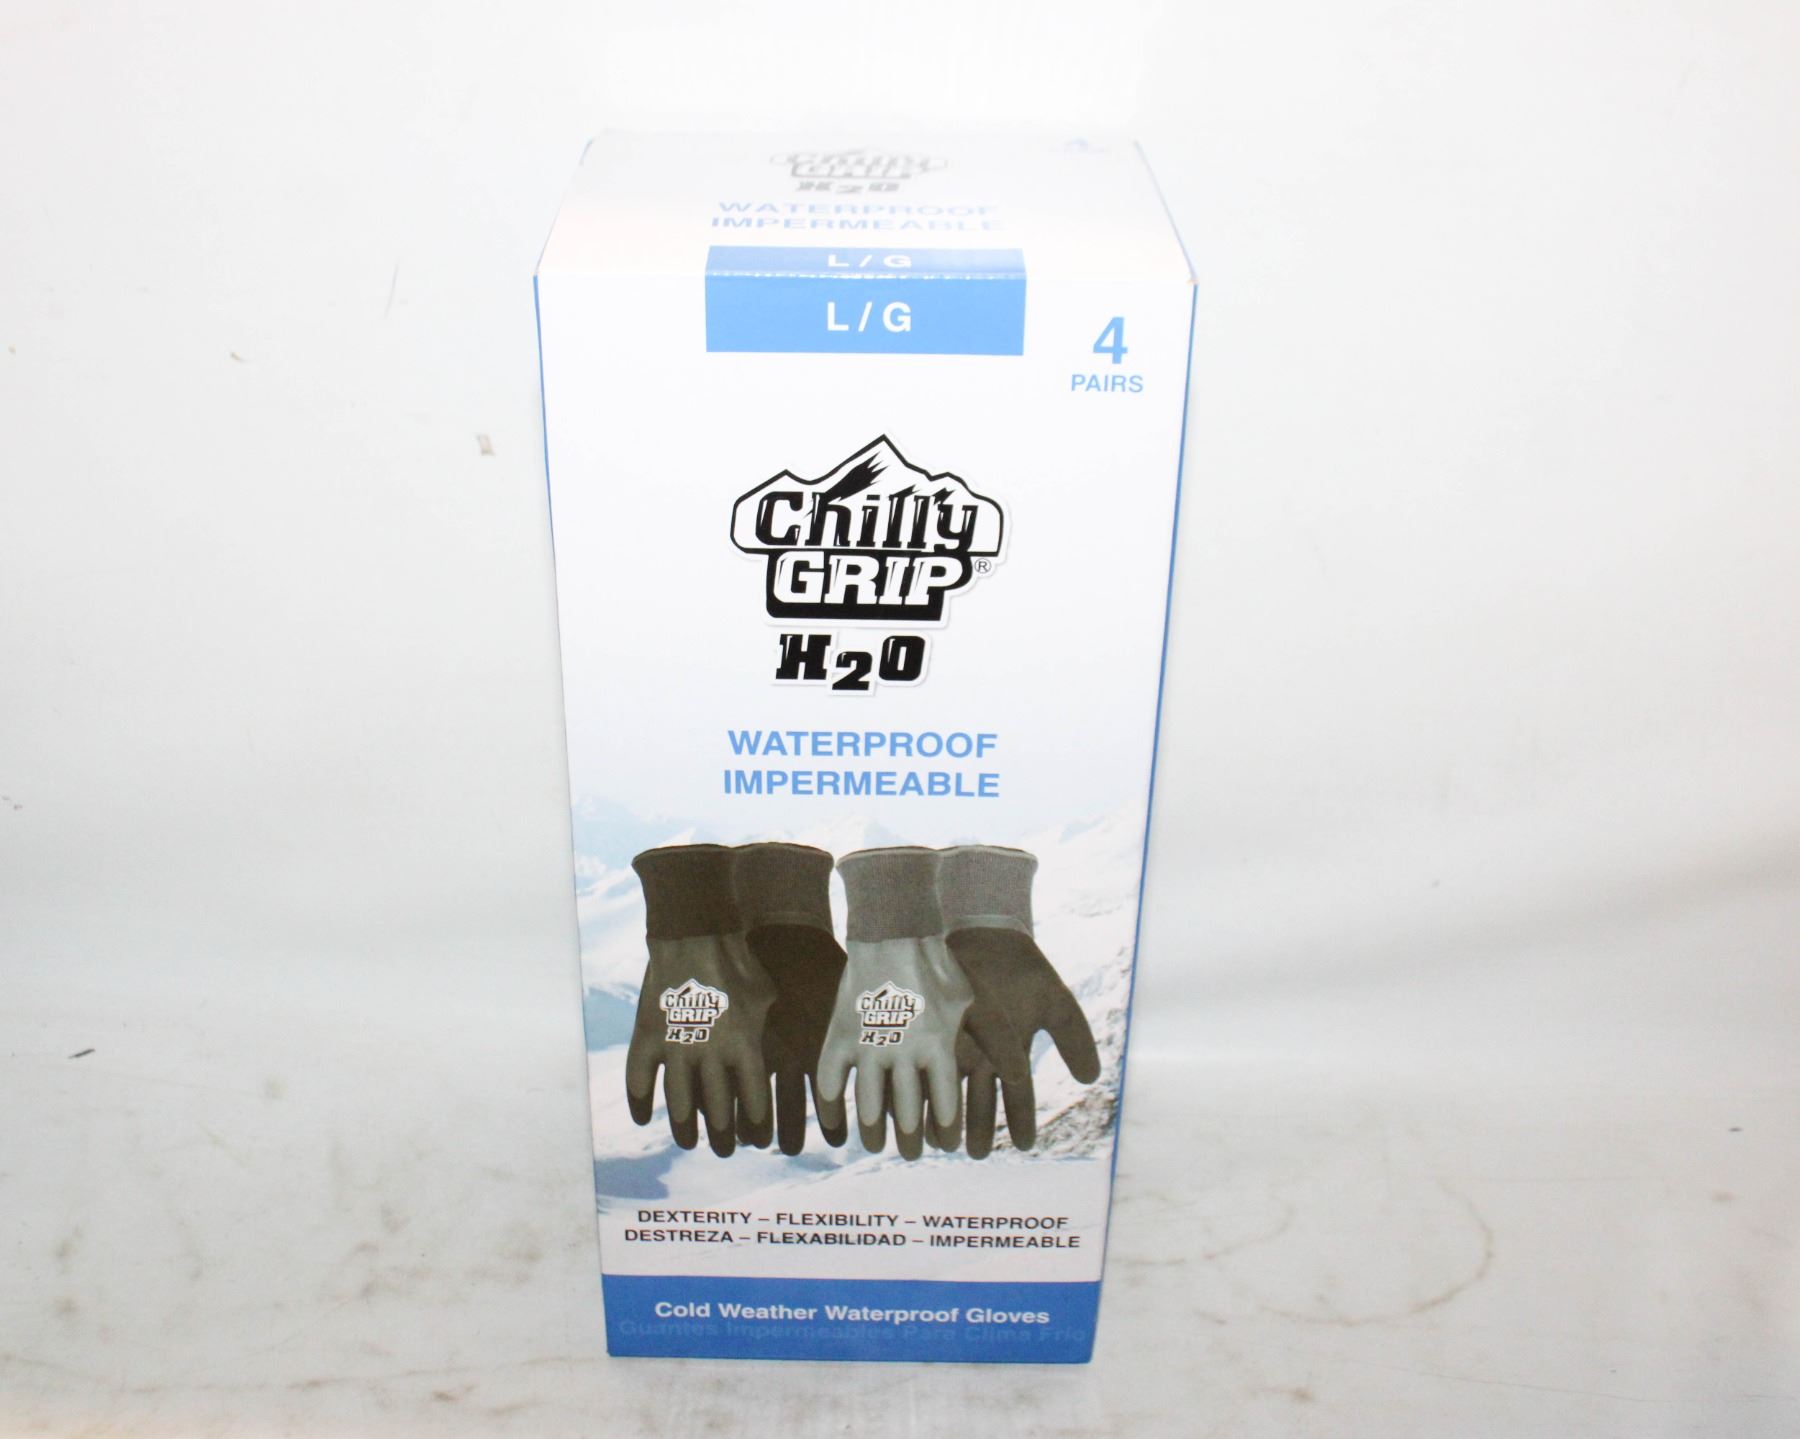 Chilly
GRIP
H2O
WATERPROOF
IMPERMEABLE
L / G
L / G
4
PAIRS
Chilly
GRIP®
H2O
WATERPROOF
IMPERMEABLE
Chilly
GRIP
H2O
Chilly
GRIP
H2O
DEXTERITY – FLEXIBILITY – WATERPROOF
DESTREZA – FLEXABILIDAD – IMPERMEABLE
Cold Weather Waterproof Gloves
Guantes Impermeables Para Clima Frio